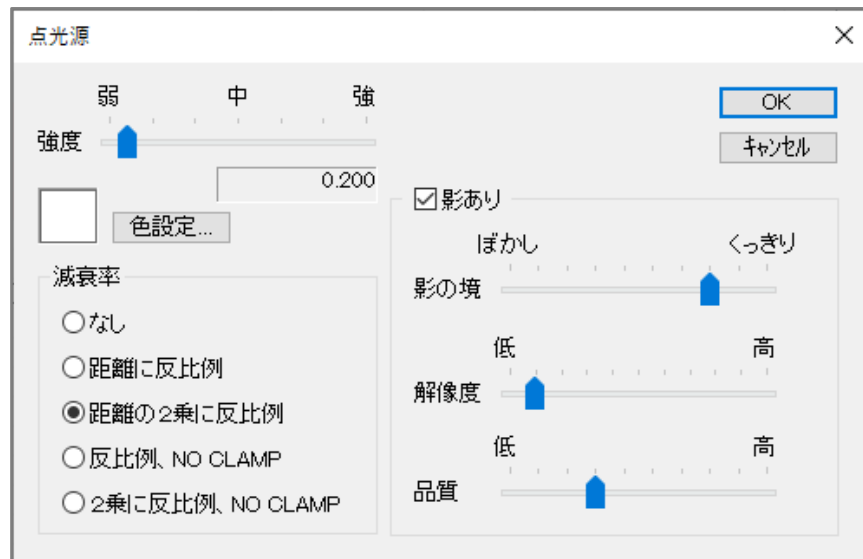 点光源
弱 中 強
強度
0.200
色設定...
減衰率
なし
距離に反比例
距離の2乗に反比例
反比例、NO CLAMP
2乗に反比例、NO CLAMP
OK
キャンセル
影あり
ぼかし くっきり
影の境
低 高
解像度
低 高
品質